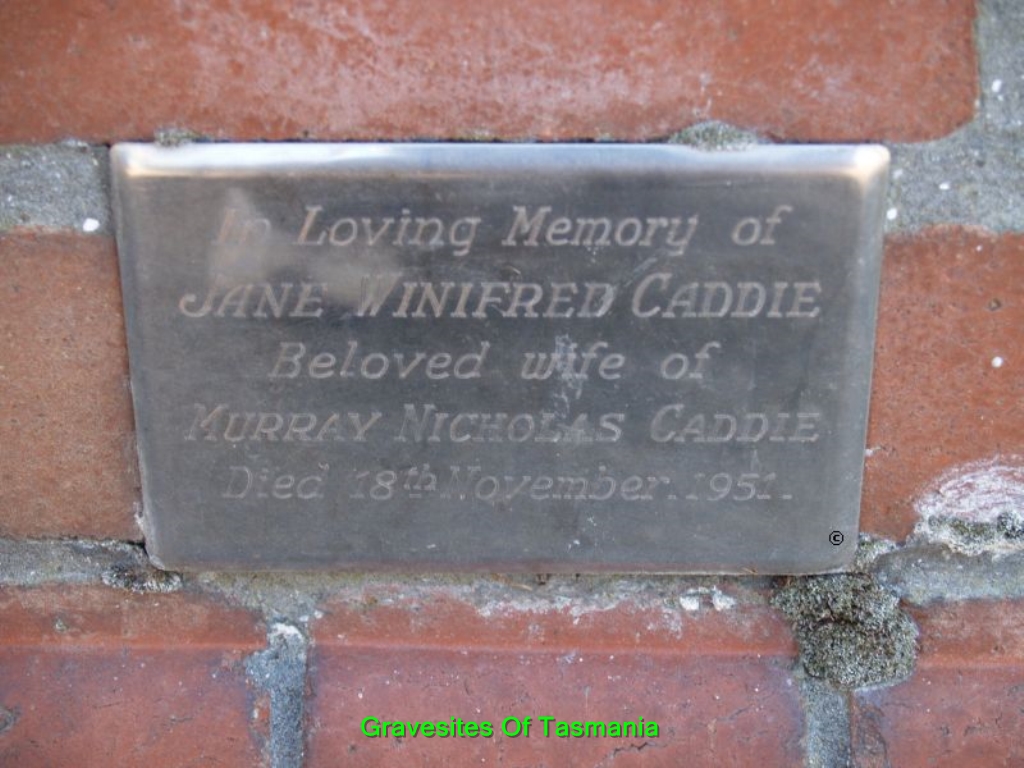 In Loving Memory of
JANE WINIFRED CADDIE
Beloved wife of
MURRAY NICHOLAS CADDIE
Died 18th November. 1951.
©
Gravesites Of Tasmania